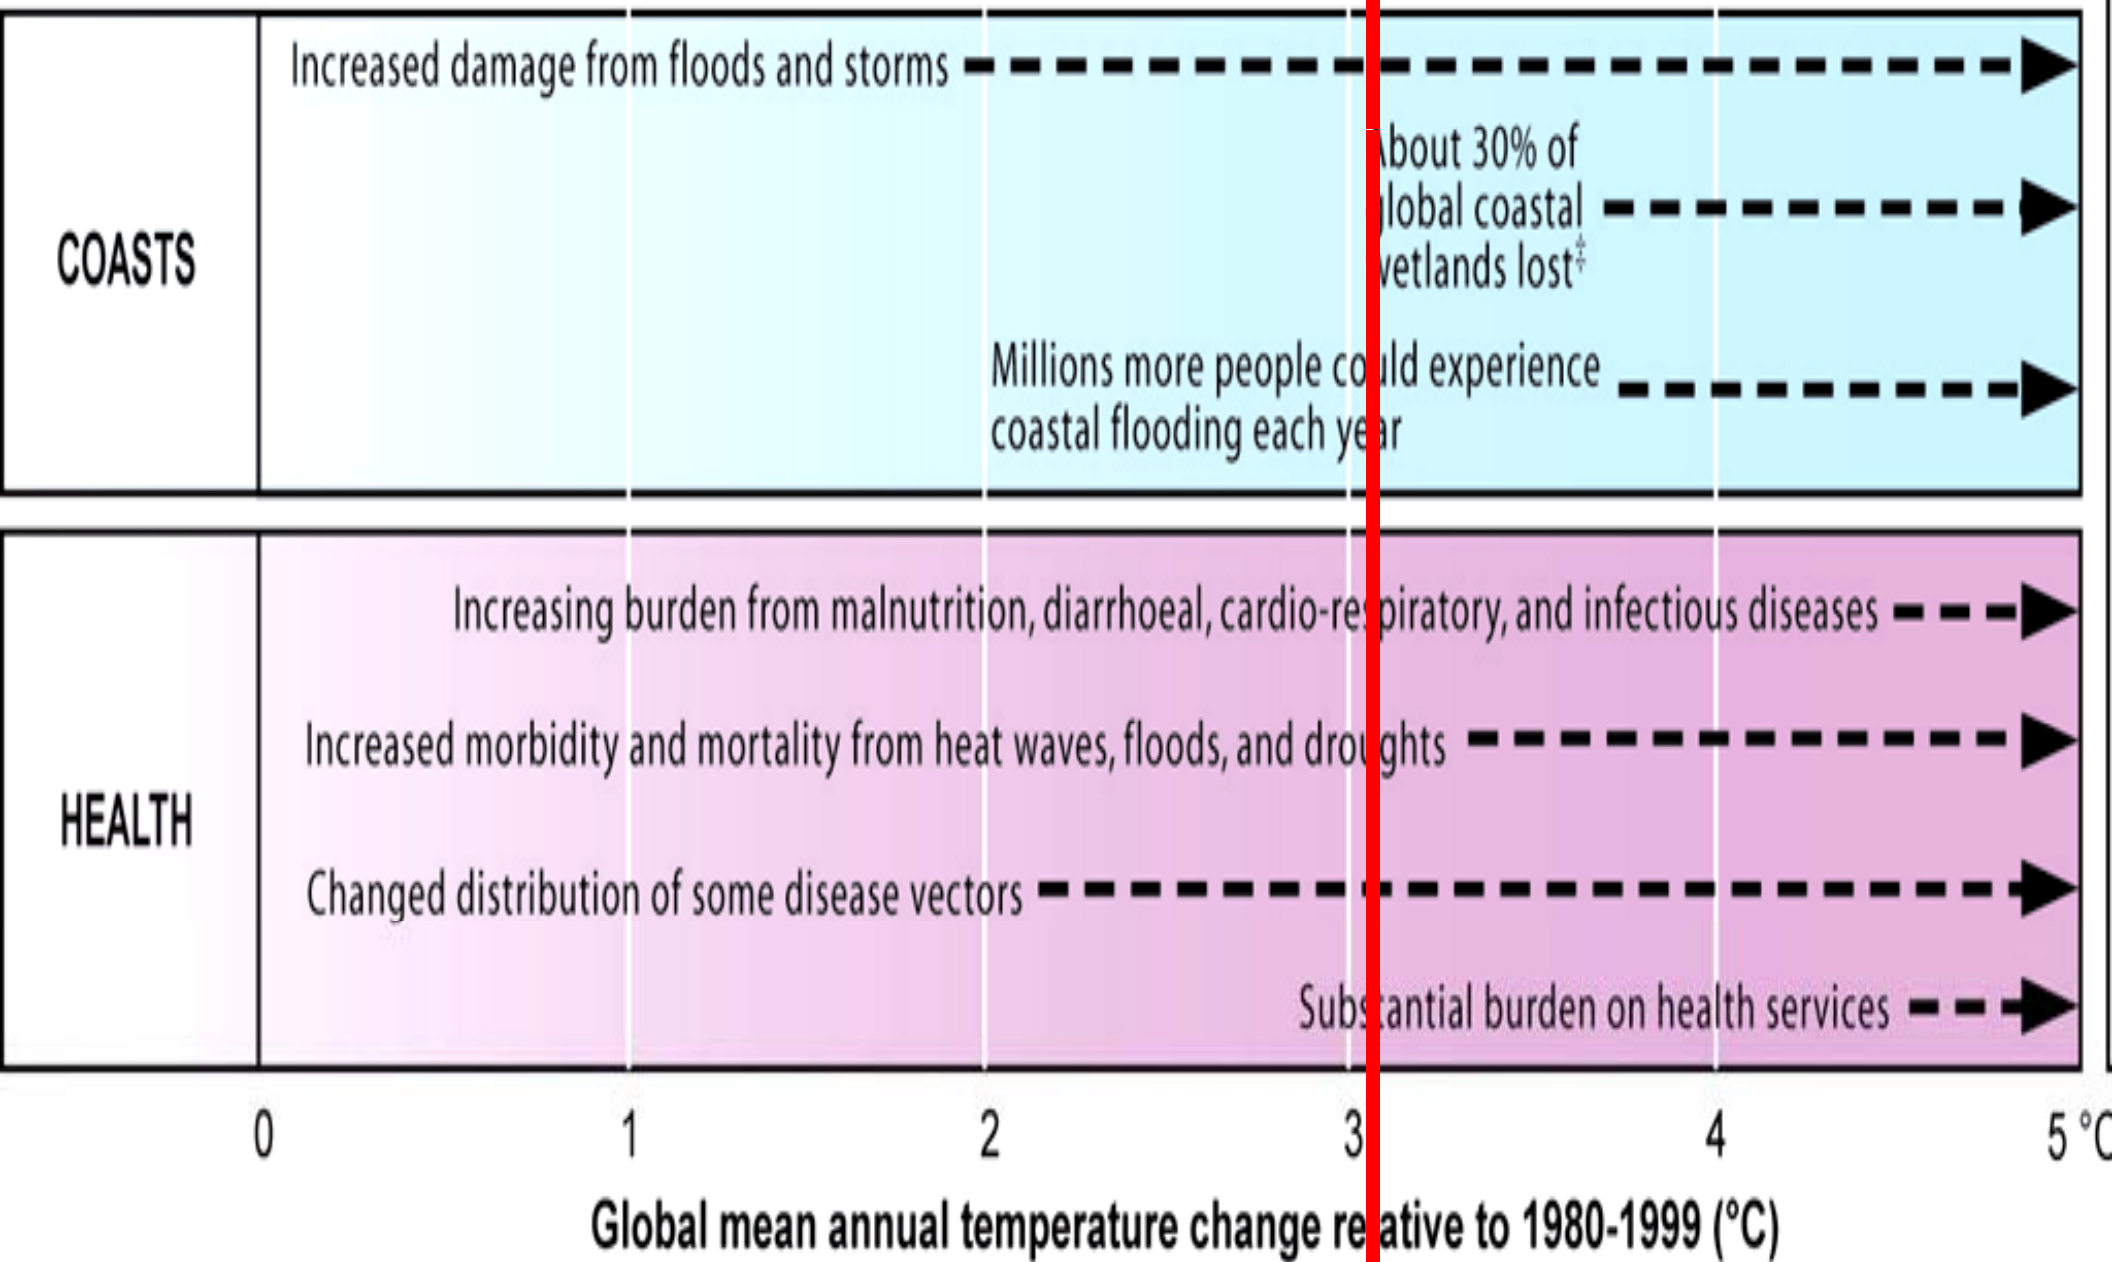 Increased damage from floods and storms
About 30% of
global coastal
wetlands lost‡
COASTS
Millions more people could experience
coastal flooding each year
Increasing burden from malnutrition, diarrhoeal, cardio-respiratory, and infectious diseases
Increased morbidity and mortality from heat waves, floods, and droughts
HEALTH
Changed distribution of some disease vectors
Substantial burden on health services
0 1 2 3 4 5 °C
Global mean annual temperature change relative to 1980-1999 (°C)